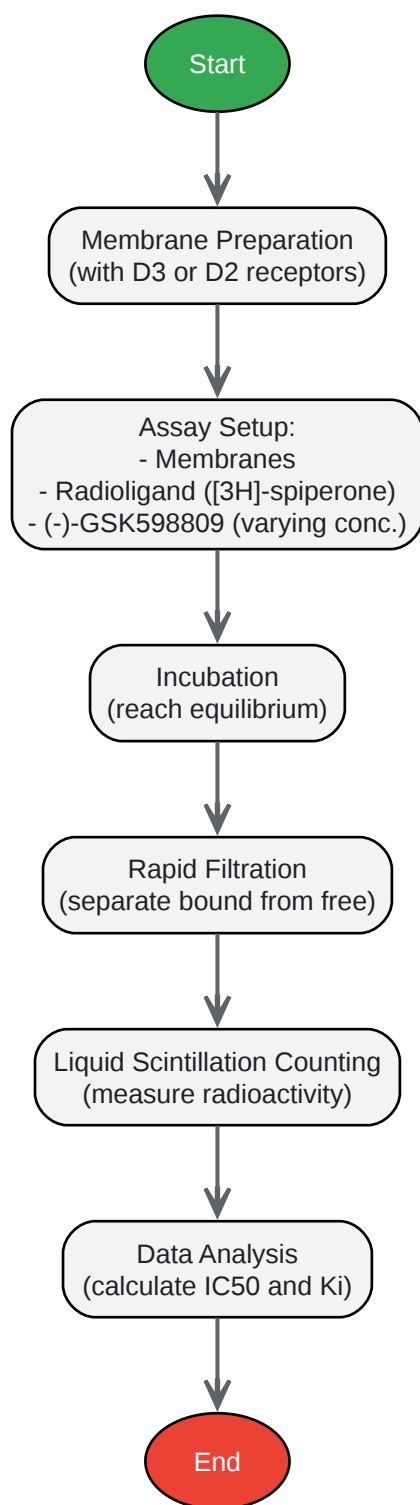 Start
Membrane Preparation
(with D3 or D2 receptors)
Assay Setup:
- Membranes
- Radioligand ([3H]-spiperone)
- (-)-GSK598809 (varying conc.)
Incubation
(reach equilibrium)
Rapid Filtration
(separate bound from free)
Liquid Scintillation Counting
(measure radioactivity)
Data Analysis
(calculate IC50 and Ki)
End